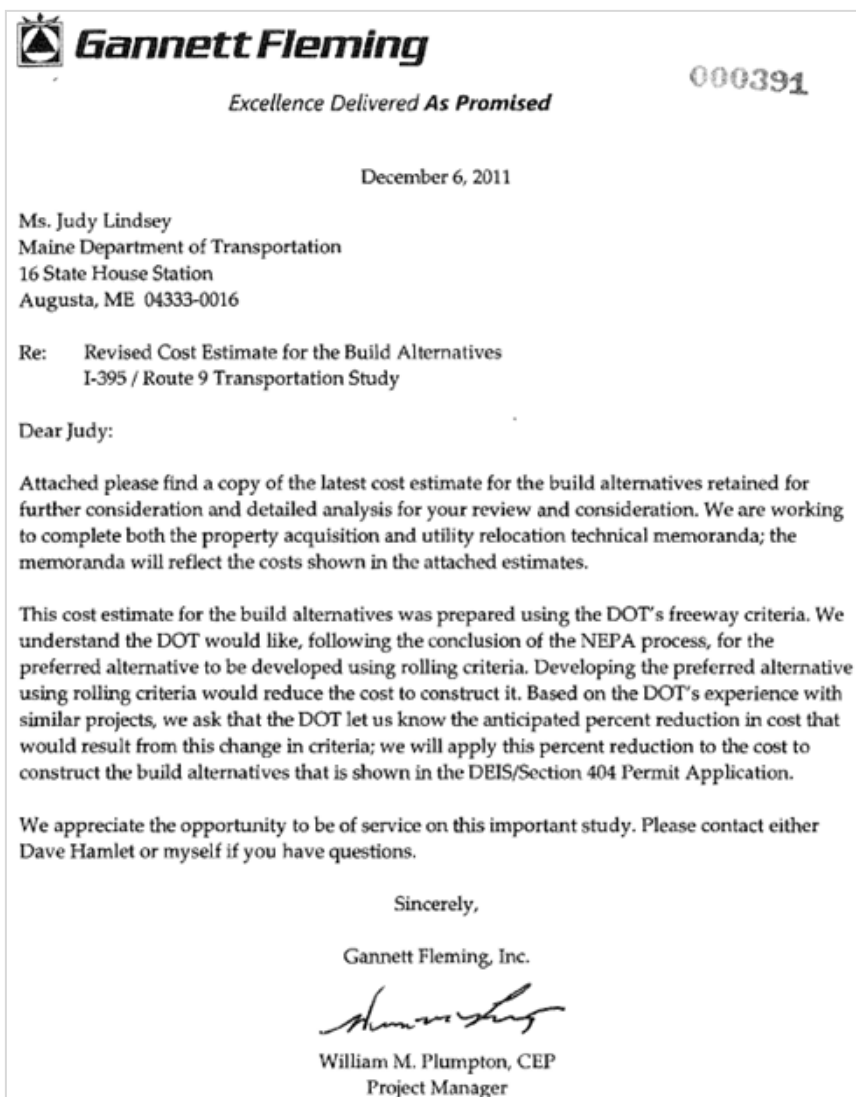 Gannett Fleming
000391
Excellence Delivered As Promised
December 6, 2011
Ms. Judy Lindsey
Maine Department of Transportation
16 State House Station
Augusta, ME 04333-0016
Re: Revised Cost Estimate for the Build Alternatives
I-395 / Route 9 Transportation Study
Dear Judy:
Attached please find a copy of the latest cost estimate for the build alternatives retained for
further consideration and detailed analysis for your review and consideration. We are working
to complete both the property acquisition and utility relocation technical memoranda; the
memoranda will reflect the costs shown in the attached estimates.
This cost estimate for the build alternatives was prepared using the DOT's freeway criteria. We
understand the DOT would like, following the conclusion of the NEPA process, for the
preferred alternative to be developed using rolling criteria. Developing the preferred alternative
using rolling criteria would reduce the cost to construct it. Based on the DOT's experience with
similar projects, we ask that the DOT let us know the anticipated percent reduction in cost that
would result from this change in criteria; we will apply this percent reduction to the cost to
construct the build alternatives that is shown in the DEIS/Section 404 Permit Application.
We appreciate the opportunity to be of service on this important study. Please contact either
Dave Hamlet or myself if you have questions.
Sincerely,
Gannett Fleming, Inc.
William M. Plumpton, CEP
Project Manager